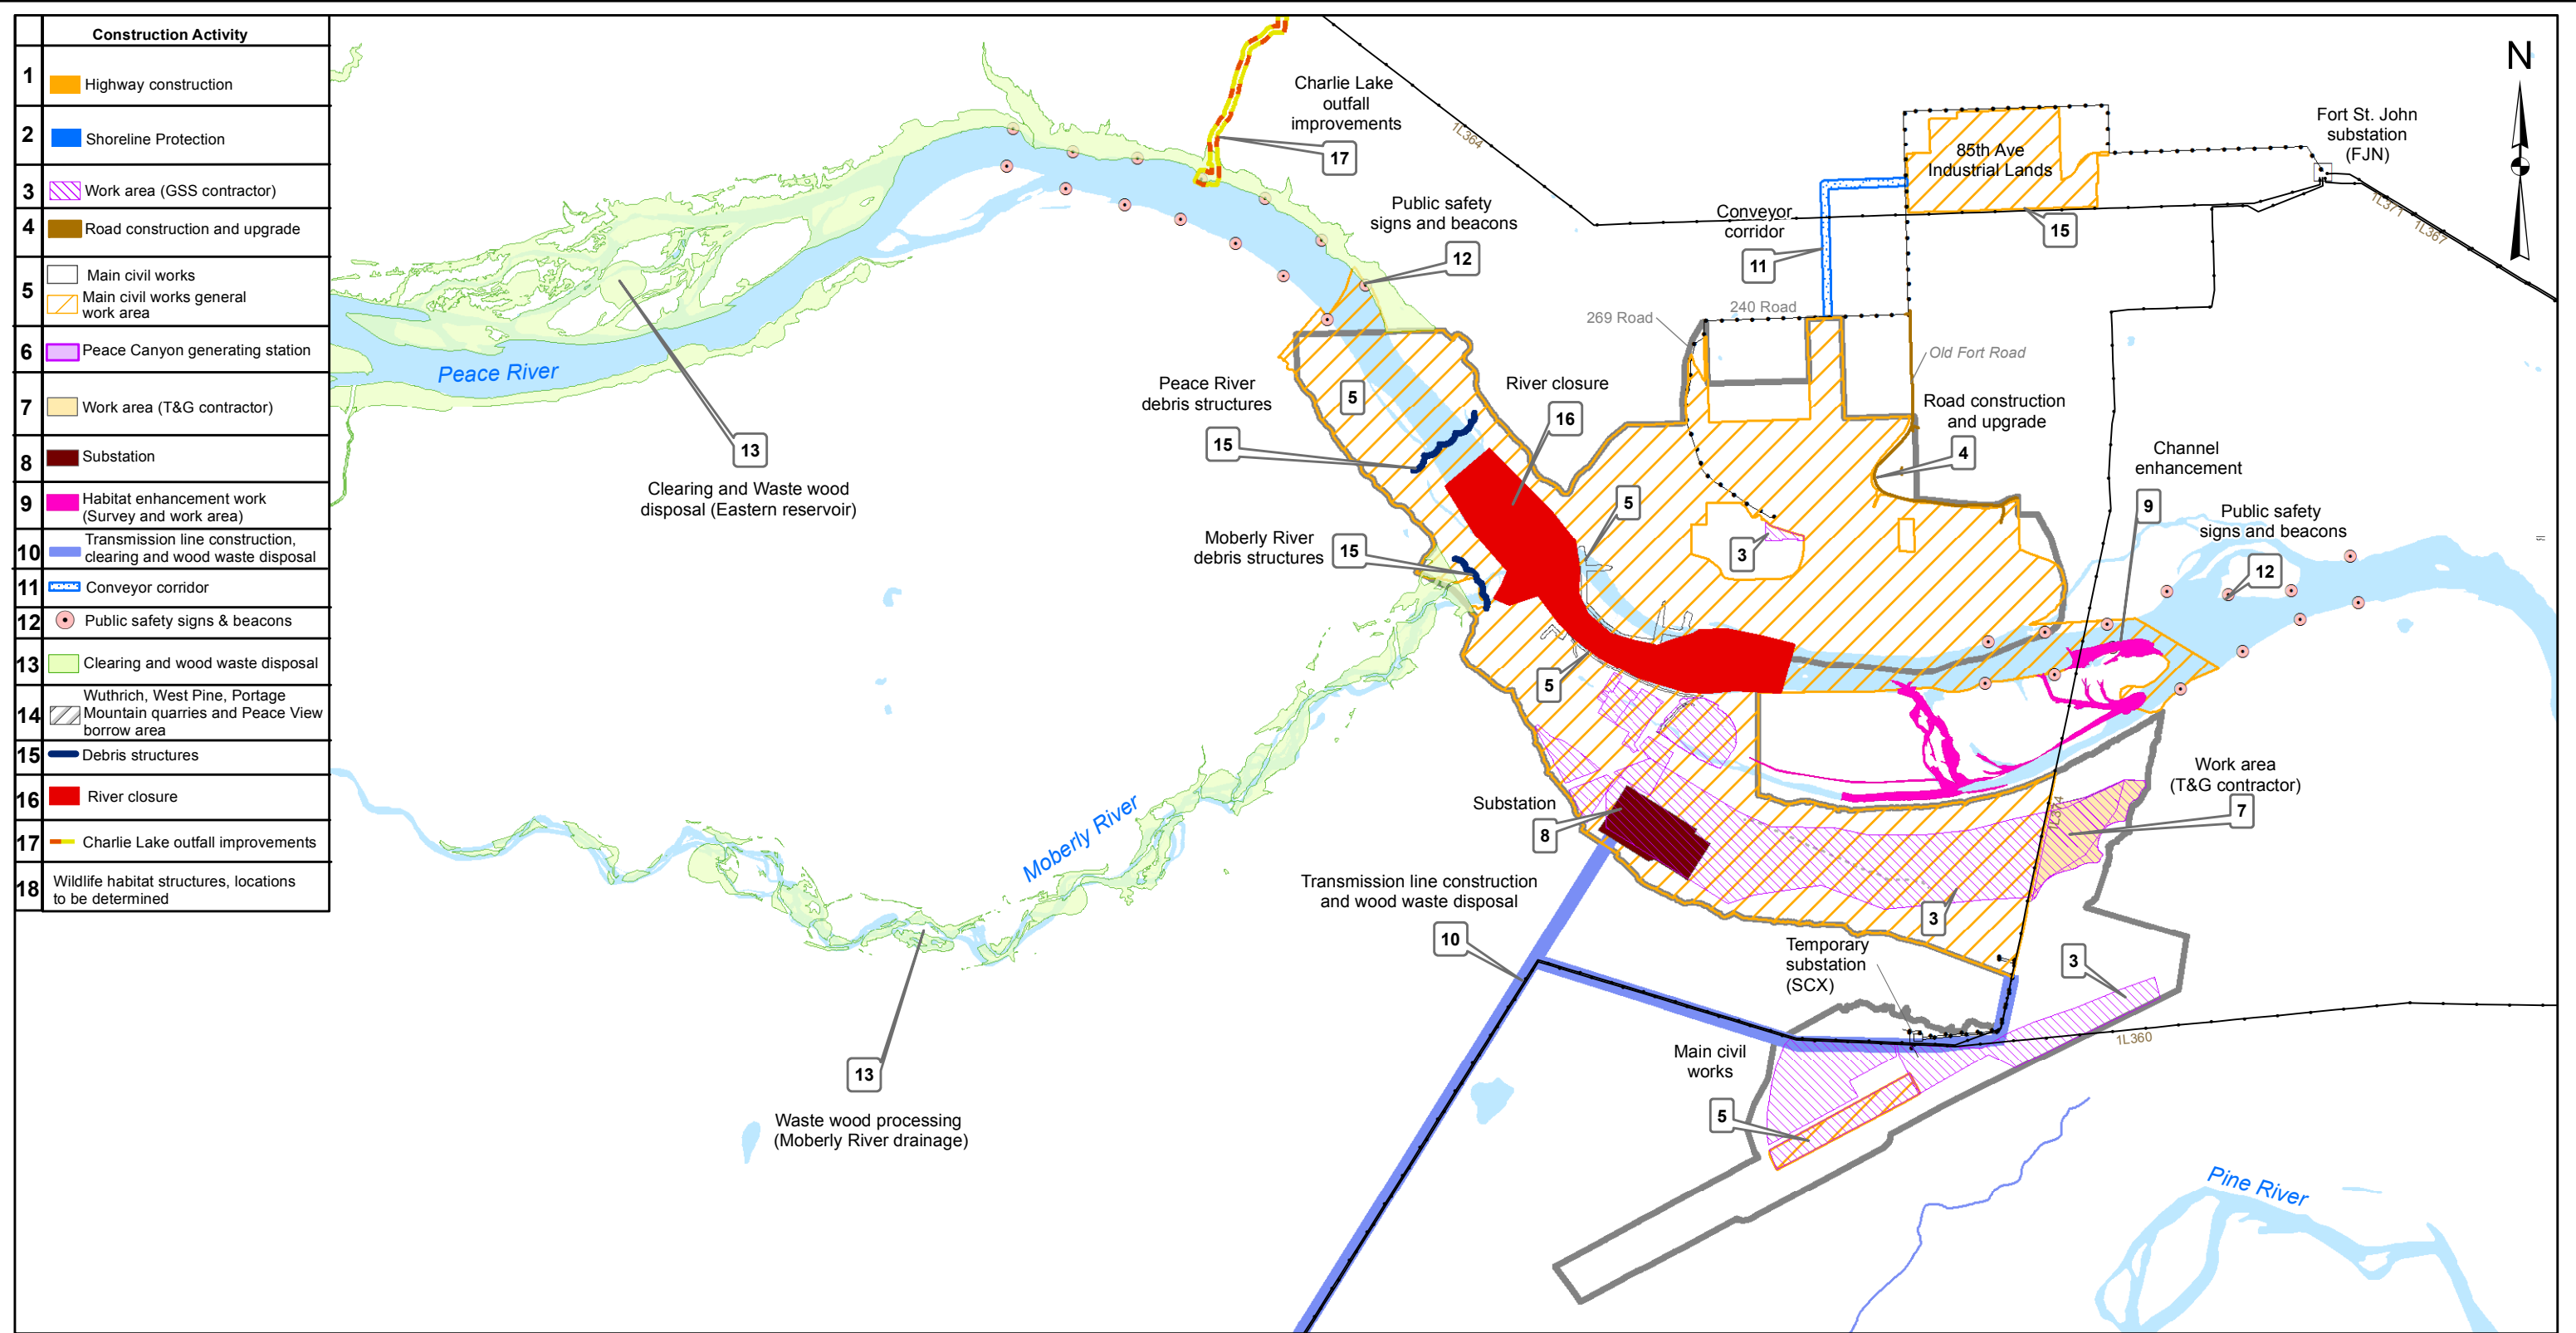 Construction Activity
1 Highway construction
2 Shoreline Protection
3 Work area (GSS contractor)
4 Road construction and upgrade
5 Main civil works
Main civil works general
work area
6 Peace Canyon generating station
7 Work area (T&G contractor)
8 Substation
9 Habitat enhancement work
(Survey and work area)
10 Transmission line construction,
clearing and wood waste disposal
11 Conveyor corridor
12 Public safety signs & beacons
13 Clearing and wood waste disposal
14 Wuthrich, West Pine, Portage
Mountain quarries and Peace View
borrow area
15 Debris structures
16 River closure
17 Charlie Lake outfall improvements
18 Wildlife habitat structures, locations
to be determined
N
Charlie Lake
outfall
improvements
17
1L364
85th Ave
Industrial Lands
15
Fort St. John
substation
(FJN)
1L371
1L367
Public safety
signs and beacons
12
Conveyor
corridor
11
269 Road
240 Road
Old Fort Road
Peace River
13
Clearing and Waste wood
disposal (Eastern reservoir)
Peace River
debris structures
15
5
River closure
16
Road construction
and upgrade
4
Channel
enhancement
9
Public safety
signs and beacons
12
Moberly River
debris structures
15
5
3
5
Moberly River
Substation
8
Work area
(T&G contractor)
7
1L374
Transmission line construction
and wood waste disposal
10
3
Temporary
substation
(SCX)
3
1L360
Main civil
works
5
13
Waste wood processing
(Moberly River drainage)
Pine River